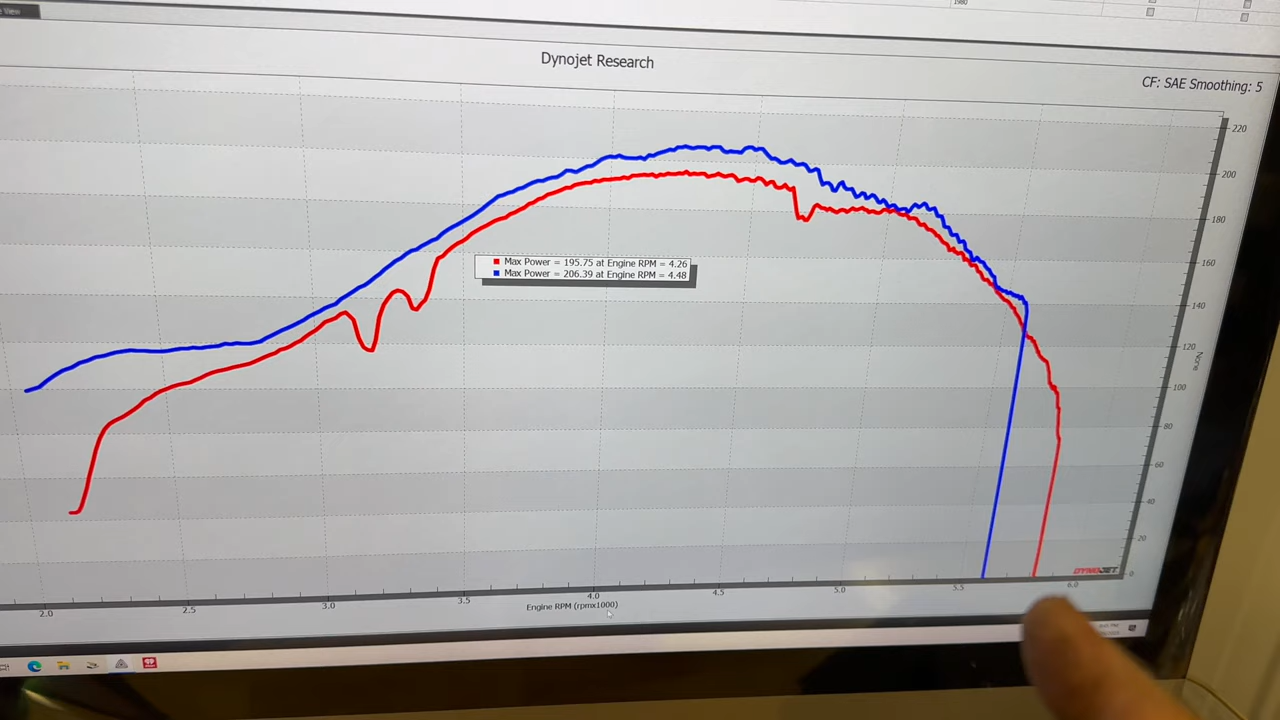 1980
Dynojet Research
CF: SAE Smoothing: 5
220
200
180
160
140
120
100
80
60
40
20
0
None
Max Power = 195.75 at Engine RPM = 4.26
Max Power = 206.39 at Engine RPM = 4.48
DYNOJET
2.0 2.5 3.0 3.5 4.0 4.5 5.0 5.5 6.0
Engine RPM (rpmx1000)